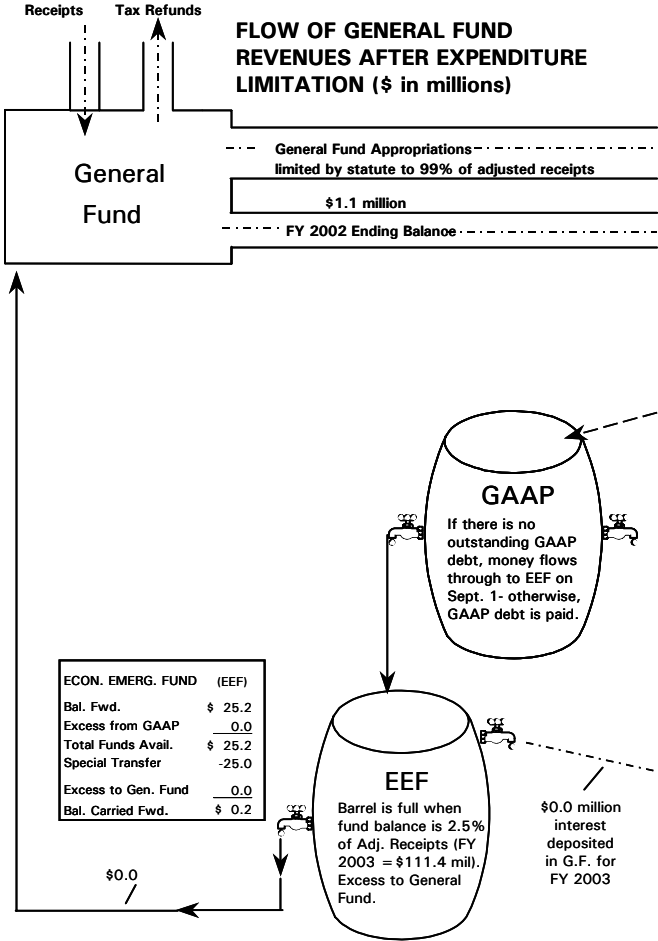 Receipts
Tax Refunds
FLOW OF GENERAL FUND
REVENUES AFTER EXPENDITURE
LIMITATION ($ in millions)
General
Fund
General Fund Appropriations
limited by statute to 99% of adjusted receipts
$1.1 million
FY 2002 Ending Balance
GAAP
If there is no
outstanding GAAP
debt, money flows
through to EEF on
Sept. 1- otherwise,
GAAP debt is paid.
ECON. EMERG. FUND (EEF)
Bal. Fwd. $ 25.2
Excess from GAAP 0.0
Total Funds Avail. $ 25.2
Special Transfer -25.0
Excess to Gen. Fund 0.0
Bal. Carried Fwd. $ 0.2
EEF
Barrel is full when
fund balance is 2.5%
of Adj. Receipts (FY
2003 = $111.4 mil).
Excess to General
Fund.
$0.0 million
interest
deposited
in G.F. for
FY 2003
$0.0